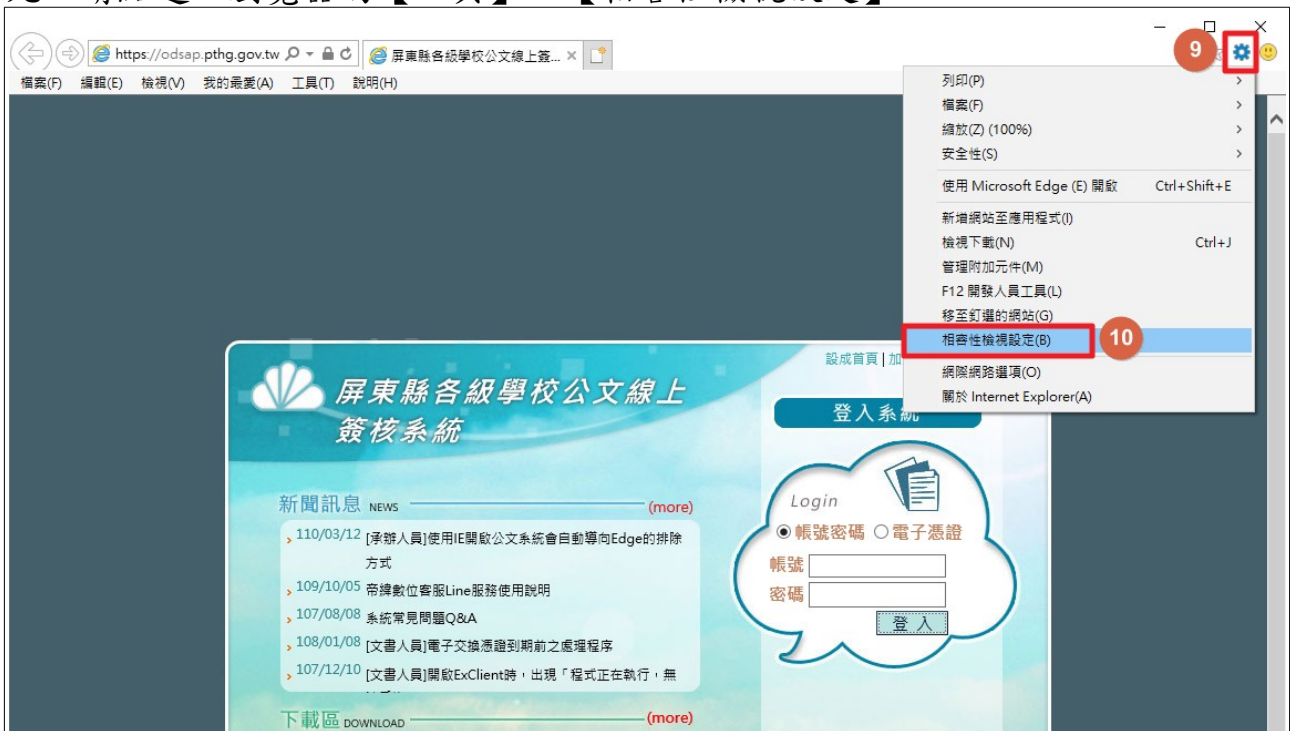 https://odsap.pthg.gov.tw
屏東縣各級學校公文線上簽...
9
檔案(F) 編輯(E) 檢視(V) 我的最愛(A) 工具(T) 說明(H)
列印(P)
檔案(F)
縮放(Z) (100%)
安全性(S)
使用 Microsoft Edge (E) 開啟 Ctrl+Shift+E
新增網站至應用程式(I)
檢視下載(N) Ctrl+J
管理附加元件(M)
F12 開發人員工具(L)
移至釘選的網站(G)
相容性檢視設定(B) 10
網際網路選項(O)
關於 Internet Explorer(A)
設成首頁 | 加
屏東縣各級學校公文線上
簽核系統
登入系統
新聞訊息 NEWS (more)
110/03/12 [承辦人員]使用IE開啟公文系統會自動導向Edge的排除
方式
109/10/05 帝緯數位客服Line服務使用說明
107/08/08 系統常見問題Q&A
108/01/08 [文書人員]電子交換憑證到期前之處理程序
107/12/10 [文書人員]開啟ExClient時，出現「程式正在執行，無
下載區 DOWNLOAD (more)
Login
帳號密碼 電子憑證
帳號
密碼
登入